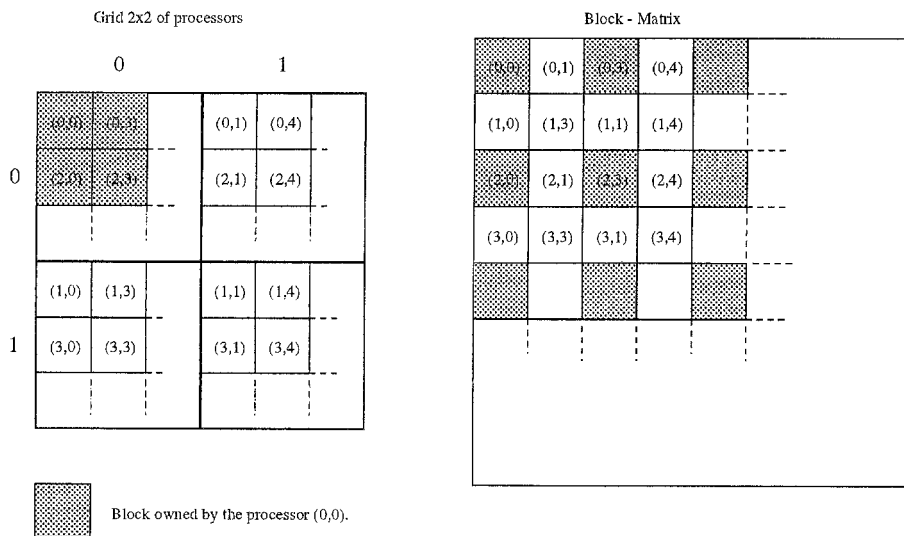 Grid 2x2 of processors
Block - Matrix
0 1
(0,0) (0,3) (0,1) (0,4)
0
(2,0) (2,3) (2,1) (2,4)
(1,0) (1,3) (1,1) (1,4)
1
(3,0) (3,3) (3,1) (3,4)
(0,0) (0,1) (0,3) (0,4)
(1,0) (1,3) (1,1) (1,4)
(2,0) (2,1) (2,3) (2,4)
(3,0) (3,3) (3,1) (3,4)
Block owned by the processor (0,0).